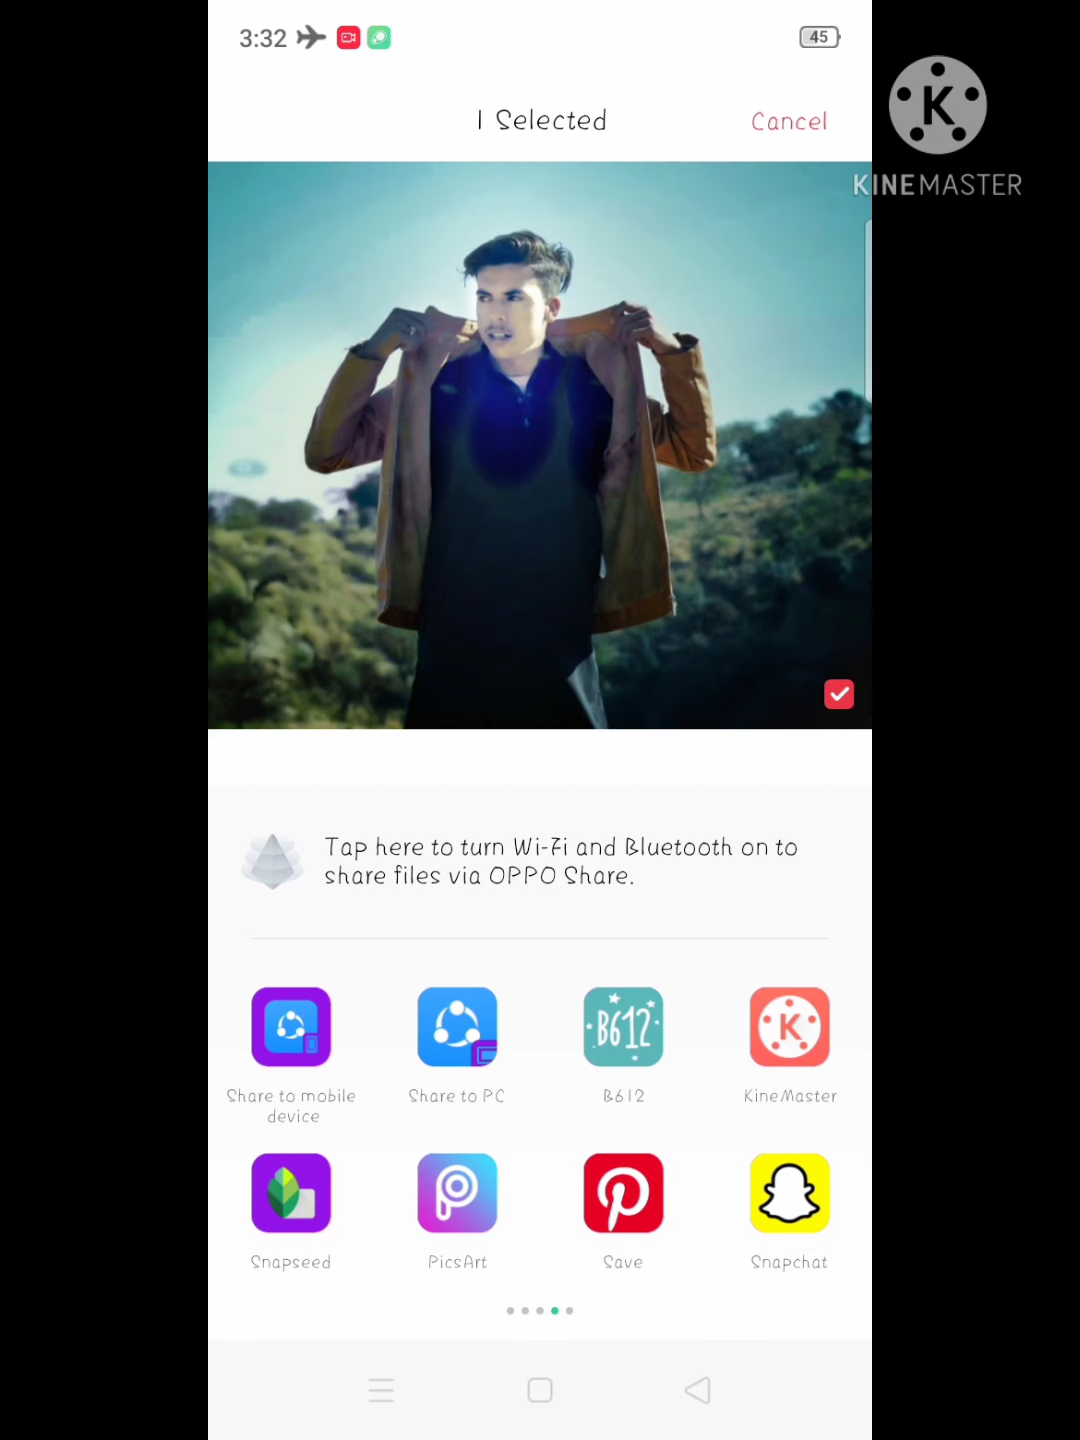 3:32
45
1 Selected
Cancel
K
KINEMASTER
Tap here to turn Wi-Fi and Bluetooth on to
share files via OPPO Share.
B612
K
Share to mobile
device
Share to PC
B612
KineMaster
Snapseed
PicsArt
Save
Snapchat